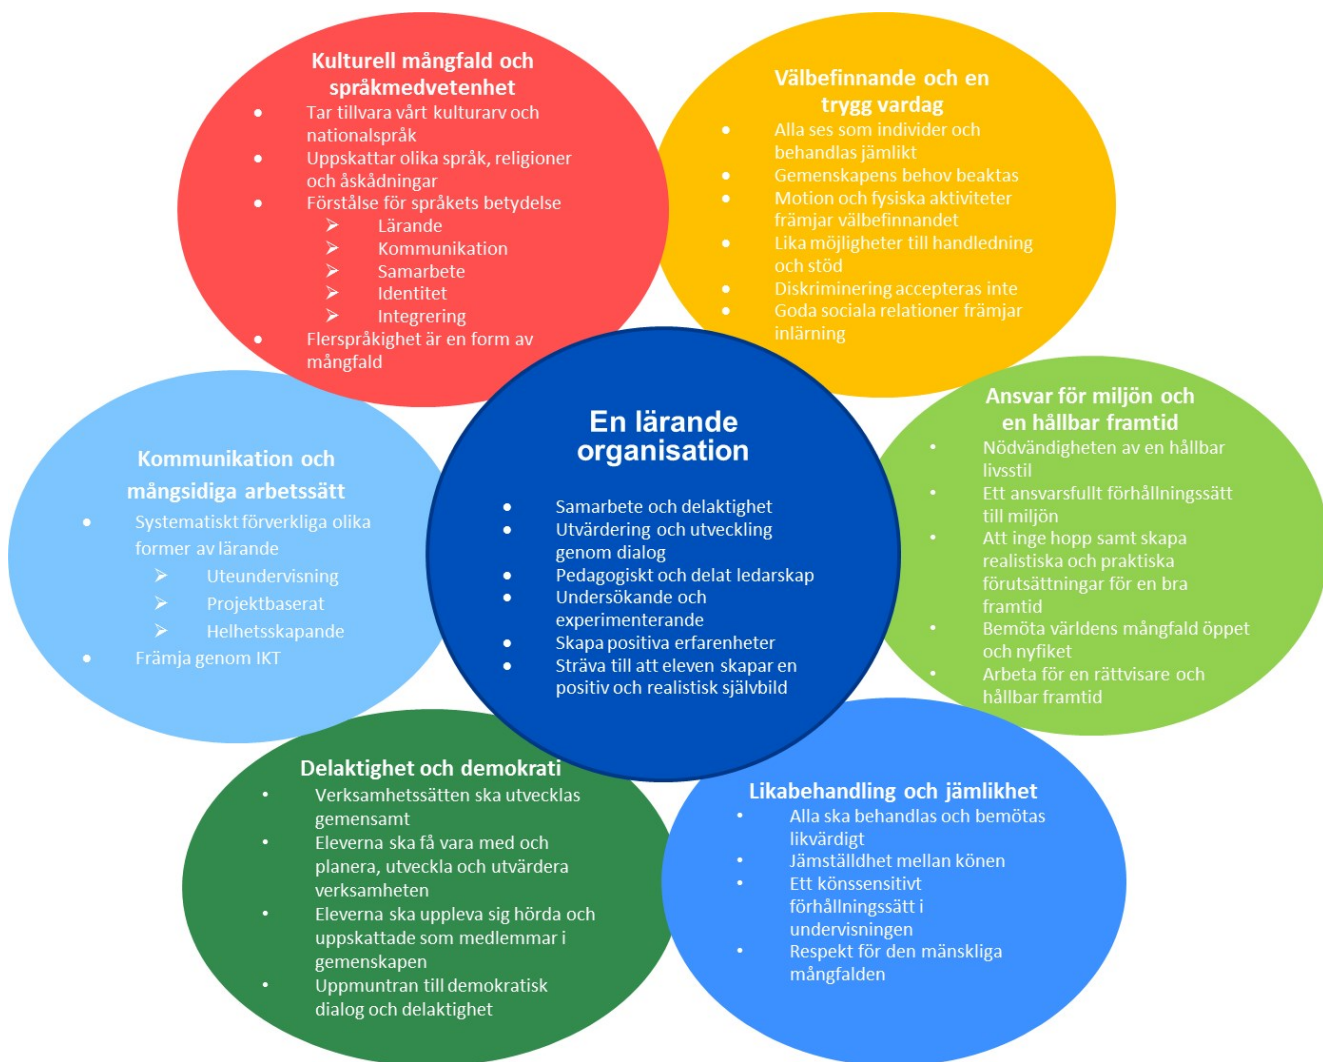 Kulturell mångfald och
språkmedvetenhet
• Tar tillvara vårt kulturarv och
nationalspråk
• Uppskattar olika språk, religioner
och åskådningar
• Förstålse för språkets betydelse
➢ Lärande
➢ Kommunikation
➢ Samarbete
➢ Identitet
➢ Integrering
• Flerspråkighet är en form av
mångfald
Välbefinnande och en
trygg vardag
• Alla ses som individer och
behandlas jämlikt
• Gemenskapens behov beaktas
• Motion och fysiska aktiviteter
främjar välbefinnandet
• Lika möjligheter till handledning
och stöd
• Diskriminering accepteras inte
• Goda sociala relationer främjar
inlärning
Kommunikation och
mångsidiga arbetssätt
• Systematiskt förverkliga olika
former av lärande
➢ Uteundervisning
➢ Projektbaserat
➢ Helhetsskapande
• Främja genom IKT
En lärande
organisation
• Samarbete och delaktighet
• Utvärdering och utveckling
genom dialog
• Pedagogiskt och delat ledarskap
• Undersökande och
experimenterande
• Skapa positiva erfarenheter
• Sträva till att eleven skapar en
positiv och realistisk självbild
Ansvar för miljön och
en hållbar framtid
• Nödvändigheten av en hållbar
livsstil
• Ett ansvarsfullt förhållningssätt
till miljön
• Att inge hopp samt skapa
realistiska och praktiska
förutsättningar för en bra
framtid
• Bemöta världens mångfald öppet
och nyfiket
• Arbeta för en rättvisare och
hållbar framtid
Delaktighet och demokrati
• Verksamhetssätten ska utvecklas
gemensamt
• Eleverna ska få vara med och
planera, utveckla och utvärdera
verksamheten
• Eleverna ska uppleva sig hörda och
uppskattade som medlemmar i
gemenskapen
• Uppmuntran till demokratisk
dialog och delaktighet
Likabehandling och jämlikhet
• Alla ska behandlas och bemötas
likvärdigt
• Jämställdhet mellan könen
• Ett könssensitivt
förhållningssätt i
undervisningen
• Respekt för den mänskliga
mångfalden